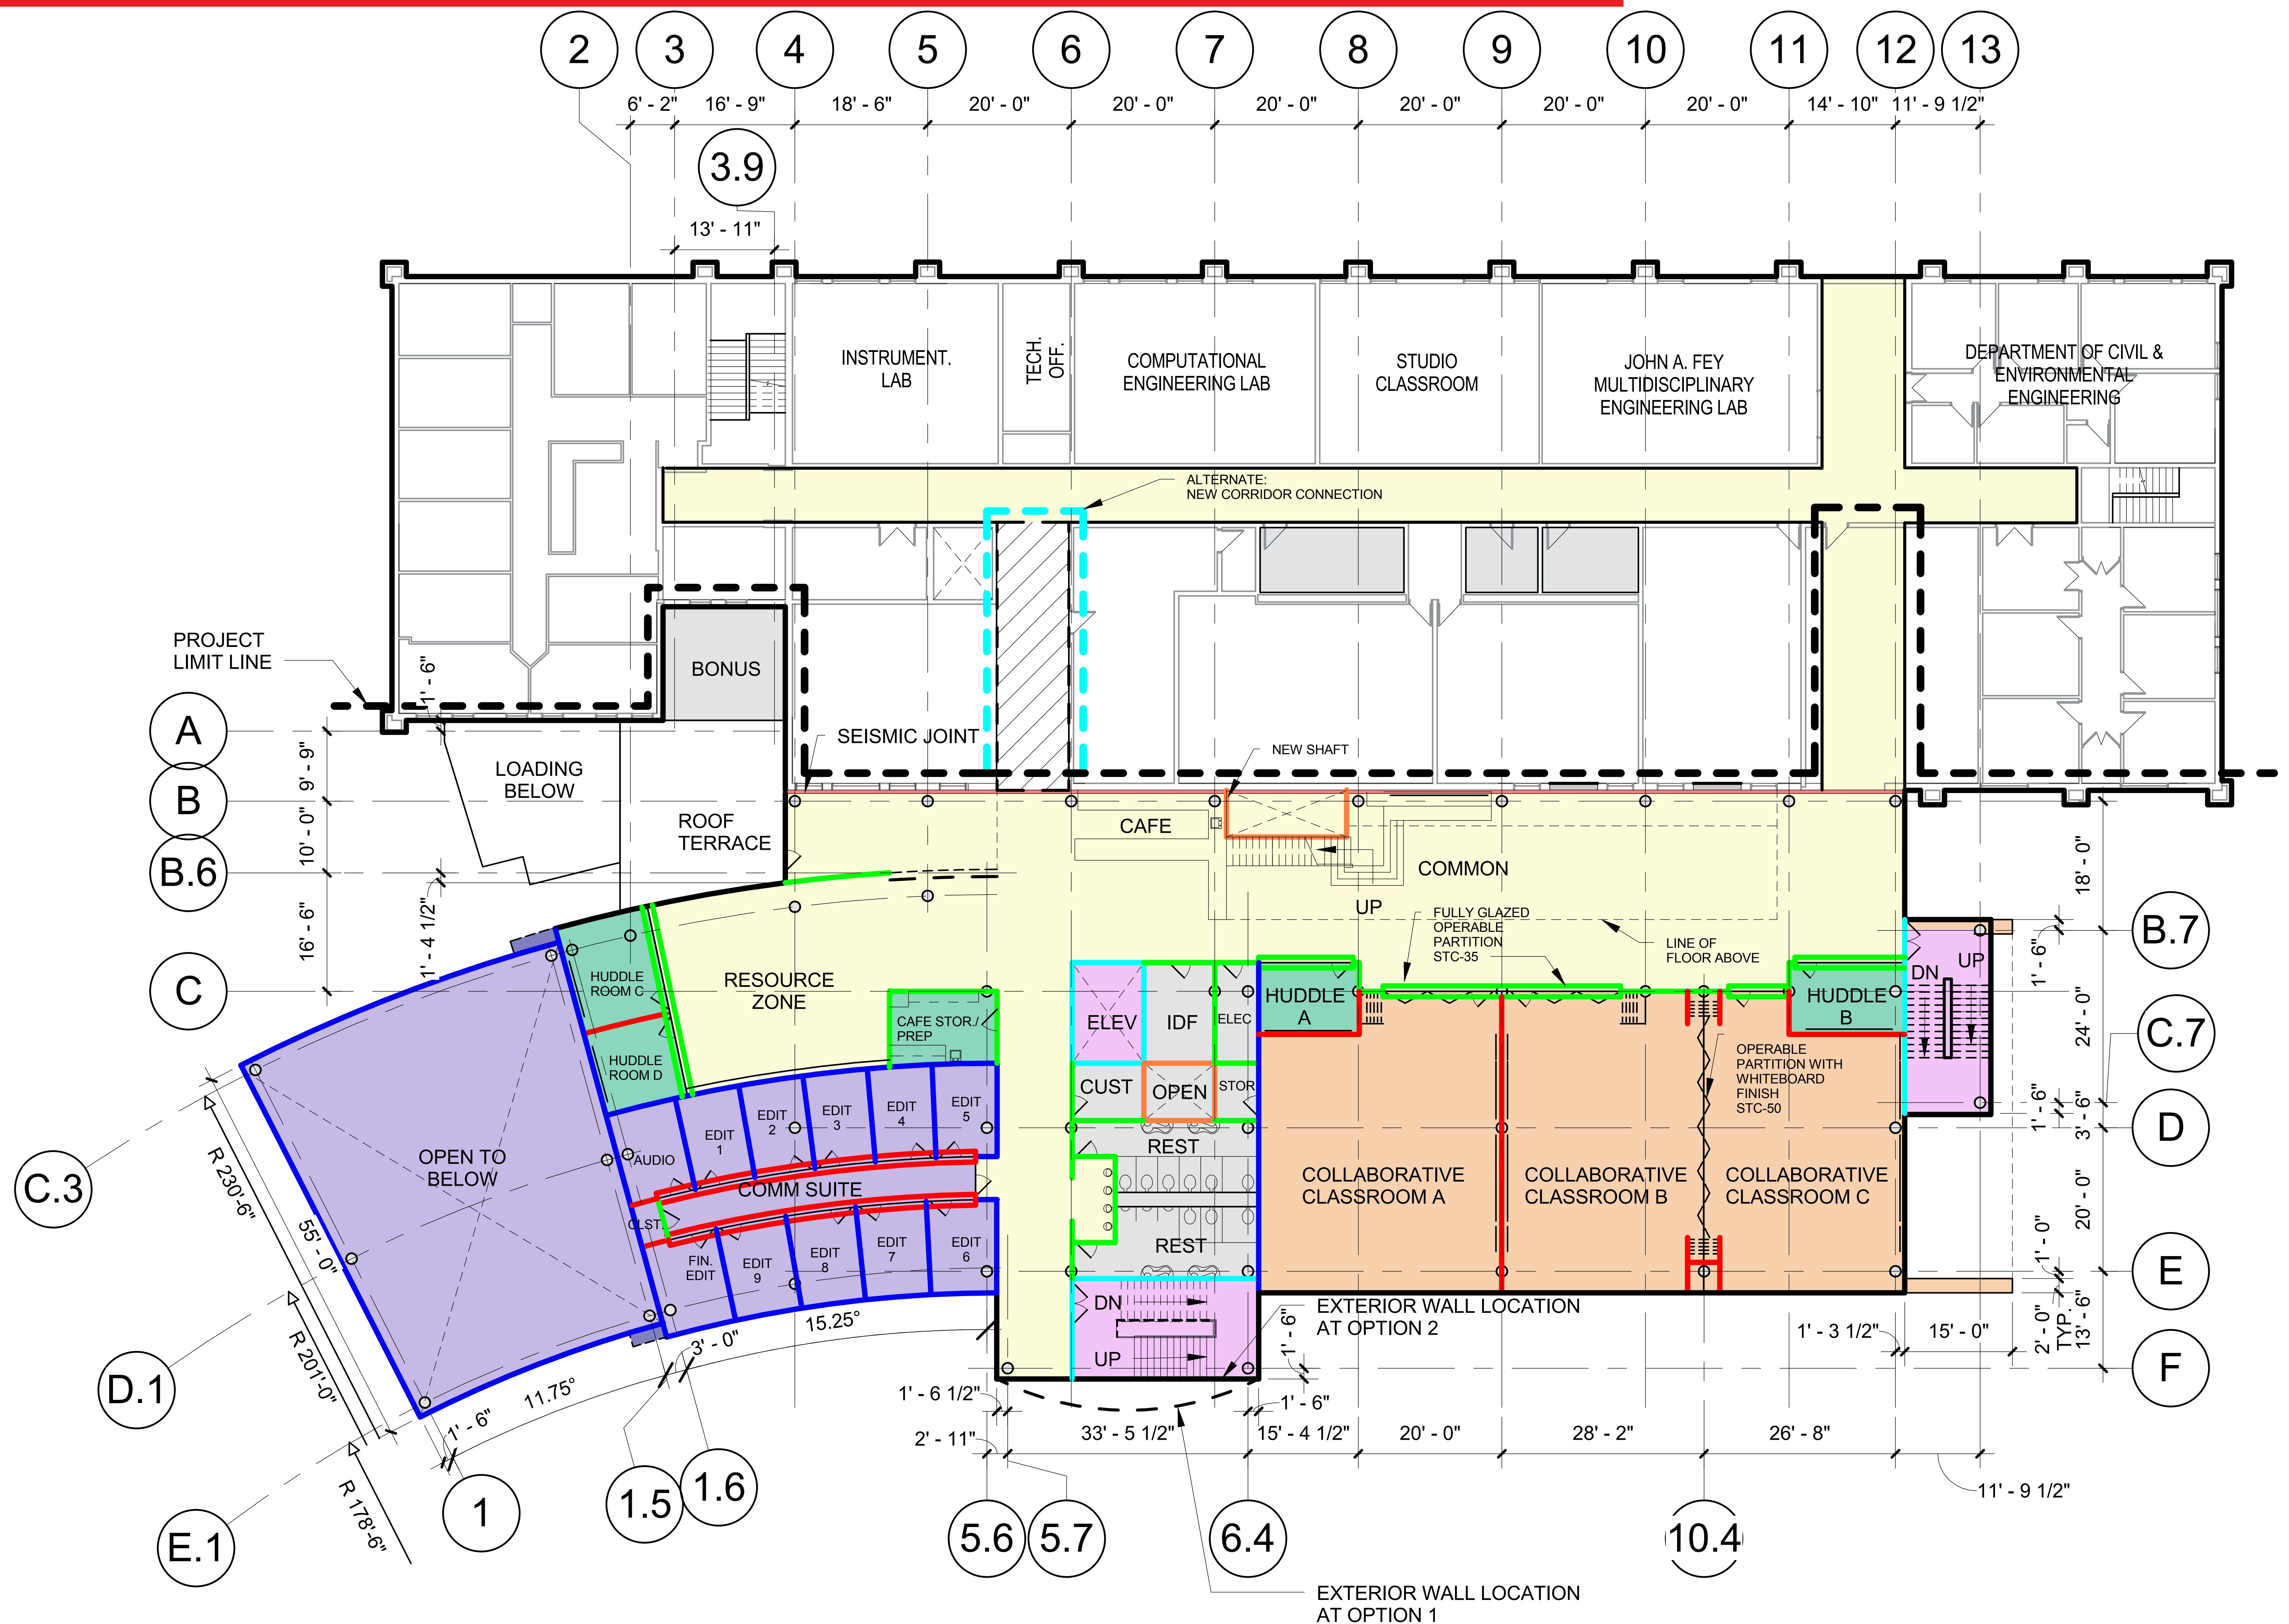 2
3
4
5
6
7
8
9
10
11
12
13
6' - 2"
16' - 9"
18' - 6"
20' - 0"
20' - 0"
20' - 0"
20' - 0"
20' - 0"
20' - 0"
14' - 10"
11' - 9 1/2"
3.9
13' - 11"
INSTRUMENT.
LAB
TECH.
OFF.
COMPUTATIONAL
ENGINEERING LAB
STUDIO
CLASSROOM
JOHN A. FEY
MULTIDISCIPLINARY
ENGINEERING LAB
DEPARTMENT OF CIVIL &
ENVIRONMENTAL
ENGINEERING
ALTERNATE:
NEW CORRIDOR CONNECTION
PROJECT
LIMIT LINE
BONUS
1' - 6"
SEISMIC JOINT
NEW SHAFT
LOADING
BELOW
ROOF
TERRACE
CAFE
COMMON
UP
A
B
B.6
C
9' - 9"
10' - 0"
16' - 6"
1' - 4 1/2"
FULLY GLAZED
OPERABLE
PARTITION
STC-35
LINE OF
FLOOR ABOVE
HUDDLE
ROOM C
HUDDLE
ROOM D
RESOURCE
ZONE
CAFE STOR./
PREP
ELEV
IDF
ELEC
HUDDLE
A
HUDDLE
B
DN
UP
CUST
OPEN
STOR
OPERABLE
PARTITION WITH
WHITEBOARD
FINISH
STC-50
18' - 0"
1' - 6"
24' - 0"
1' - 6"
3' - 6"
20' - 0"
1' - 0"
2' - 0"
TYP.
13' - 6"
B.7
C.7
D
E
F
OPEN TO
BELOW
AUDIO
EDIT
1
EDIT
2
EDIT
3
EDIT
4
EDIT
5
COMM SUITE
CLST.
FIN.
EDIT
EDIT
9
EDIT
8
EDIT
7
EDIT
6
REST
REST
COLLABORATIVE
CLASSROOM A
COLLABORATIVE
CLASSROOM B
COLLABORATIVE
CLASSROOM C
DN
UP
EXTERIOR WALL LOCATION
AT OPTION 2
1' - 6"
1' - 3 1/2"
15' - 0"
C.3
D.1
E.1
R 230'-6"
55' - 0"
R 201'-0"
R 178'-6"
1' - 6"
11.75°
3' - 0"
15.25°
1' - 6 1/2"
1' - 6"
2' - 11"
33' - 5 1/2"
15' - 4 1/2"
20' - 0"
28' - 2"
26' - 8"
11' - 9 1/2"
1
1.5
1.6
5.6
5.7
6.4
10.4
EXTERIOR WALL LOCATION
AT OPTION 1